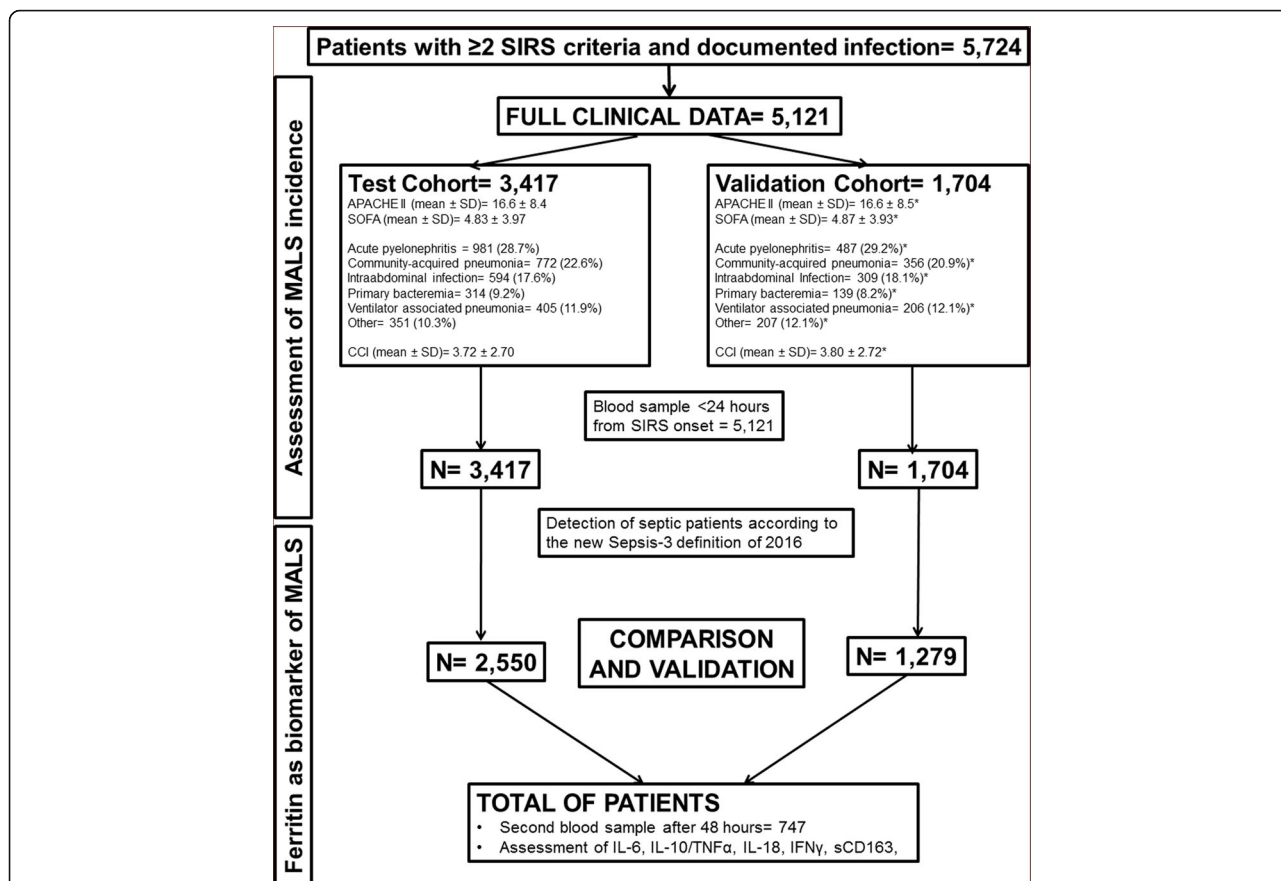 Patients with ≥2 SIRS criteria and documented infection= 5,724
Assessment of MALS incidence
FULL CLINICAL DATA= 5,121
Test Cohort= 3,417
APACHE II (mean ± SD)= 16.6 ± 8.4
SOFA (mean ± SD)= 4.83 ± 3.97
Acute pyelonephritis = 981 (28.7%)
Community-acquired pneumonia= 772 (22.6%)
Intraabdominal infection= 594 (17.6%)
Primary bacteremia= 314 (9.2%)
Ventilator associated pneumonia= 405 (11.9%)
Other= 351 (10.3%)
CCI (mean ± SD)= 3.72 ± 2.70
Validation Cohort= 1,704
APACHE II (mean ± SD)= 16.6 ± 8.5*
SOFA (mean ± SD)= 4.87 ± 3.93*
Acute pyelonephritis= 487 (29.2%)*
Community-acquired pneumonia= 356 (20.9%)*
Intraabdominal Infection= 309 (18.1%)*
Primary bacteremia= 139 (8.2%)*
Ventilator associated pneumonia= 206 (12.1%)*
Other= 207 (12.1%)*
CCI (mean ± SD)= 3.80 ± 2.72*
Blood sample <24 hours
from SIRS onset = 5,121
N= 3,417
N= 1,704
Ferritin as biomarker of MALS
Detection of septic patients according to
the new Sepsis-3 definition of 2016
N= 2,550
COMPARISON
AND VALIDATION
N= 1,279
TOTAL OF PATIENTS
• Second blood sample after 48 hours= 747
• Assessment of IL-6, IL-10/TNFα, IL-18, IFNγ, sCD163,